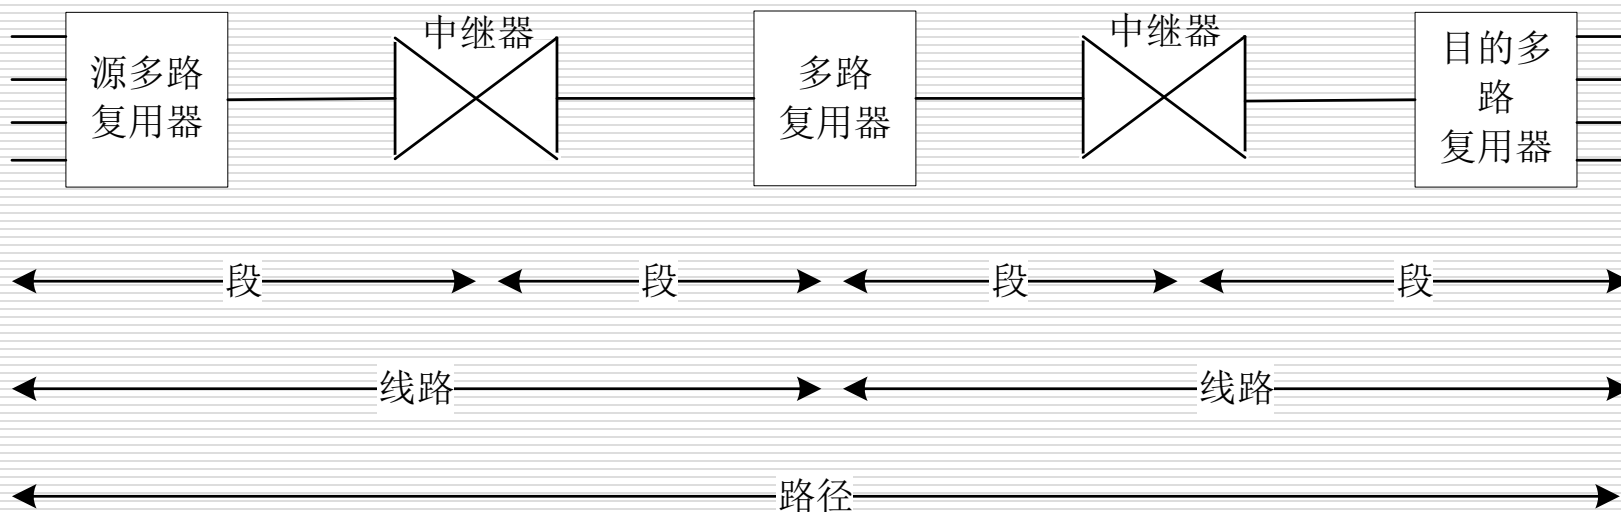 源多路
复用器
中继器
多路
复用器
中继器
目的多
路
复用器
段
段
段
段
线路
线路
路径